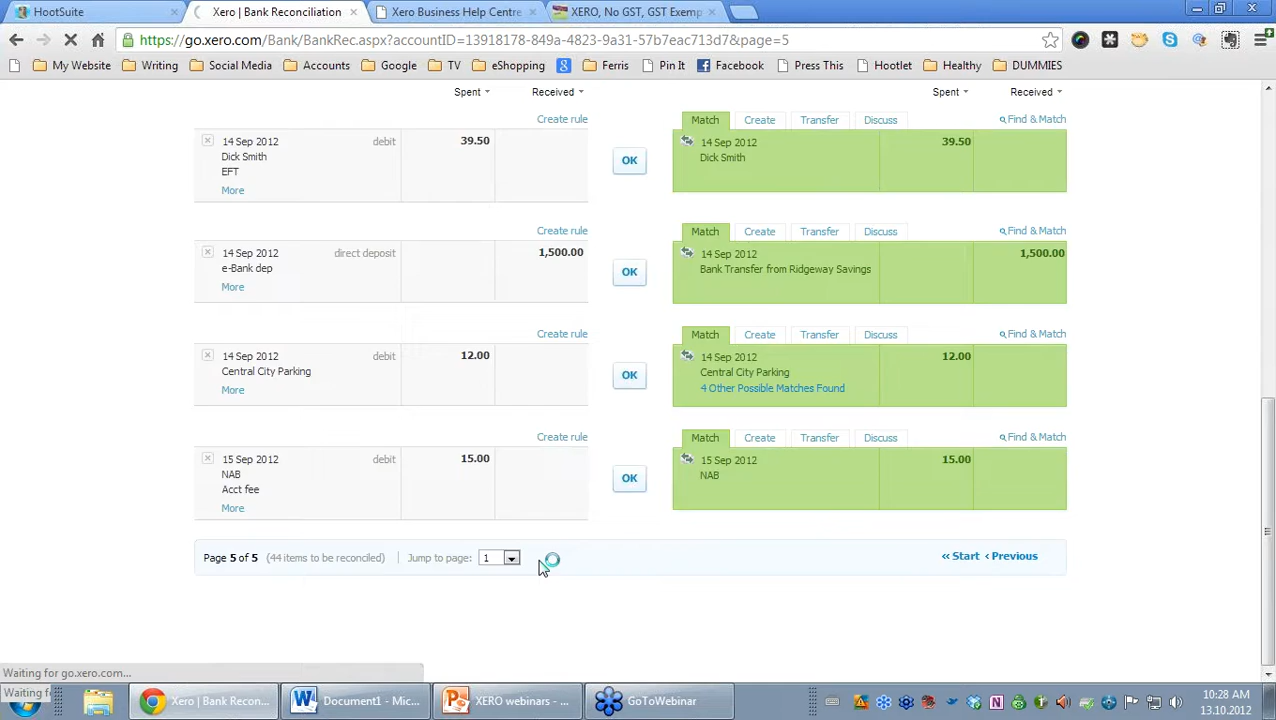 HootSuite
Xero | Bank Reconciliation
Xero Business Help Centre
XERO, No GST, GST Exemp
https://go.xero.com/Bank/BankRec.aspx?accountID=13918178-849a-4823-9a31-57b7eac713d7&page=5
My Website
Writing
Social Media
Accounts
Google
TV
eShopping
Ferris
Pin It
Facebook
Press This
Hootlet
Healthy
DUMMIES
Spent
Received
Spent
Received
Create rule
Match
Create
Transfer
Discuss
Find & Match
14 Sep 2012
debit
39.50
Dick Smith
EFT
More
OK
14 Sep 2012
39.50
Dick Smith
Create rule
Match
Create
Transfer
Discuss
Find & Match
14 Sep 2012
direct deposit
1,500.00
e-Bank dep
More
OK
14 Sep 2012
1,500.00
Bank Transfer from Ridgeway Savings
Create rule
Match
Create
Transfer
Discuss
Find & Match
14 Sep 2012
debit
12.00
Central City Parking
More
OK
14 Sep 2012
12.00
Central City Parking
4 Other Possible Matches Found
Create rule
Match
Create
Transfer
Discuss
Find & Match
15 Sep 2012
debit
15.00
NAB
Acct fee
More
OK
15 Sep 2012
15.00
NAB
Page 5 of 5 (44 items to be reconciled)
Jump to page: 1
<< Start < Previous
Waiting for go.xero.com...
Waiting f
Xero | Bank Recon...
Document1 - Mic...
XERO webinars - ...
GoToWebinar
10:28 AM
13.10.2012